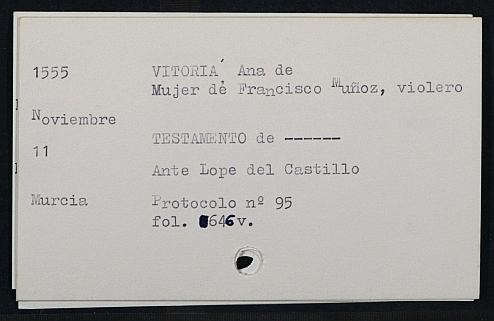 1555
VITORIA Ana de
Mujer de Francisco Muñoz, violero
Noviembre
TESTAMENTO de ------
11
Ante Lope del Castillo
Murcia
Protocolo nº 95
fol. 646v.